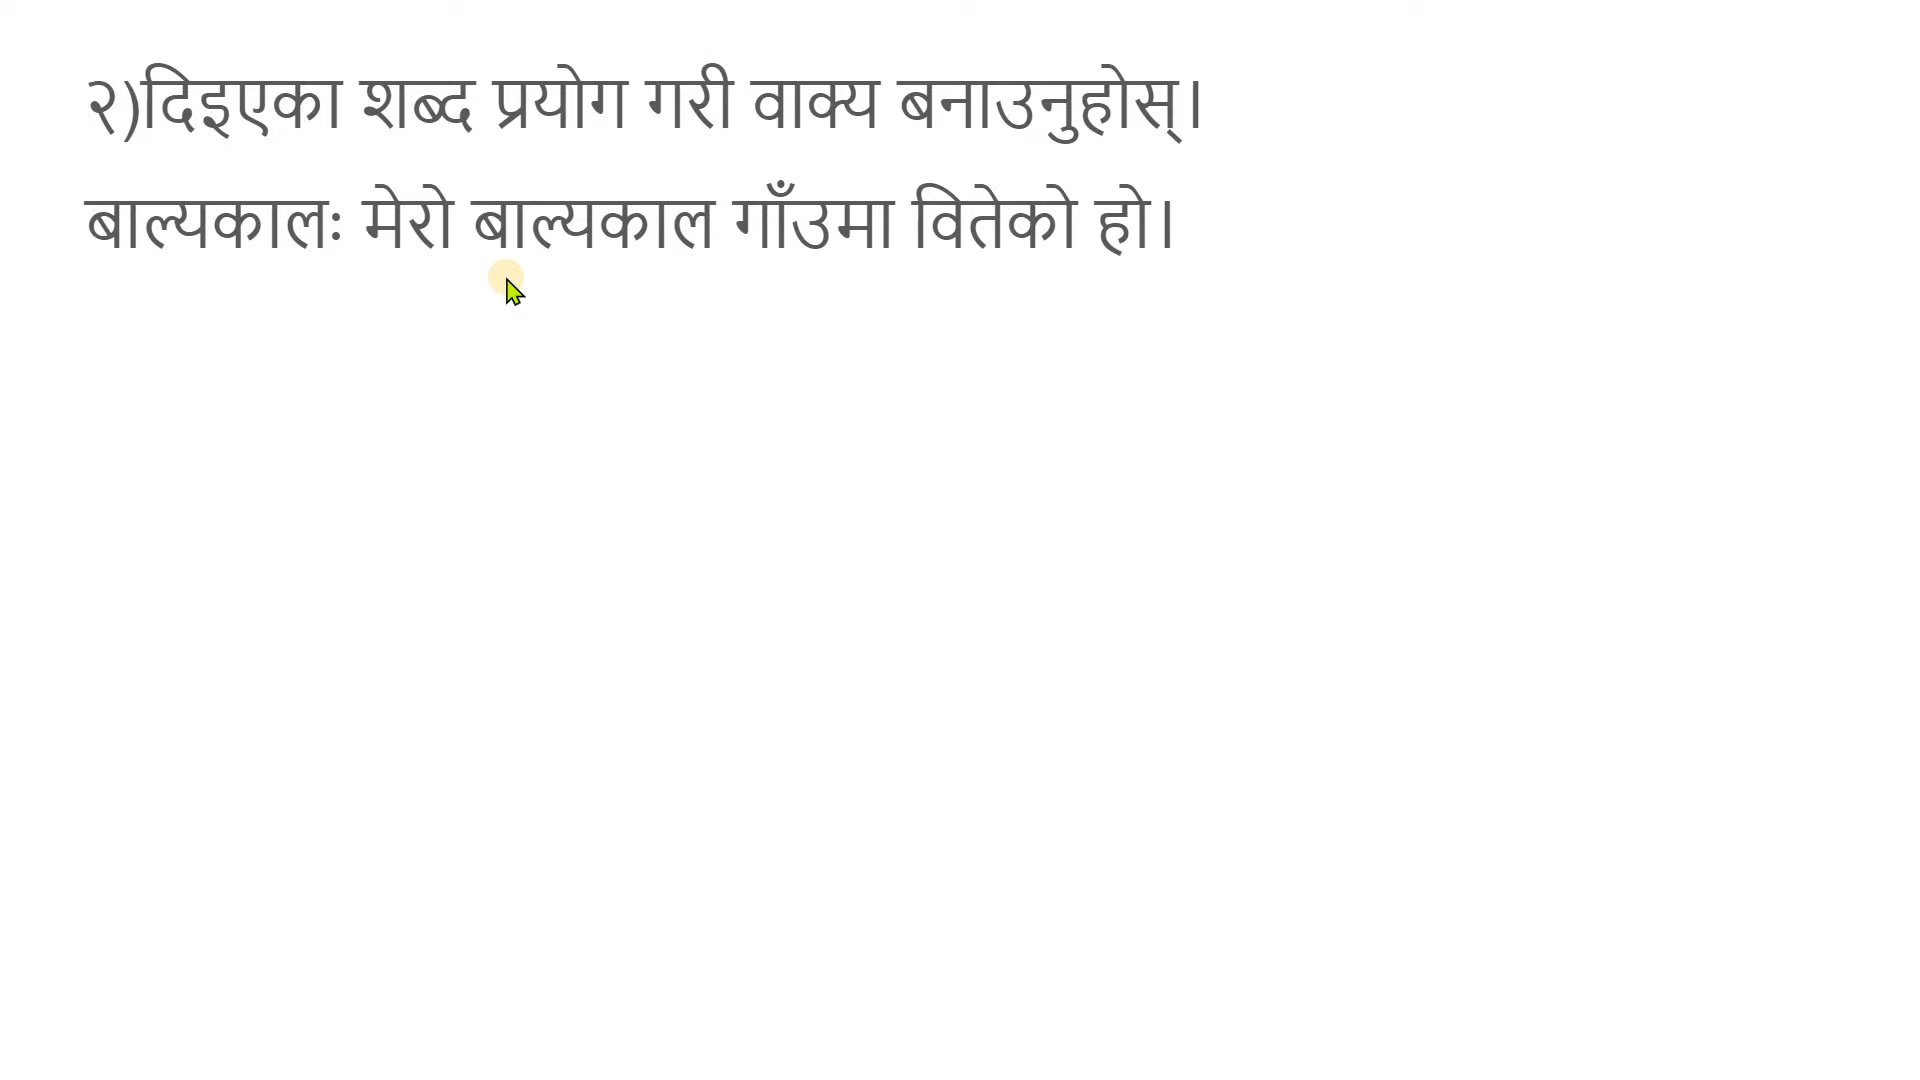 २)दिइएका शब्द प्रयोग गरी वाक्य बनाउनुहोस्।
बाल्यकालः मेरो बाल्यकाल गाँउमा वितेको हो।